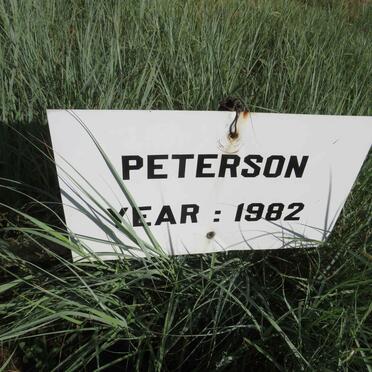 PETERSON
YEAR : 1982